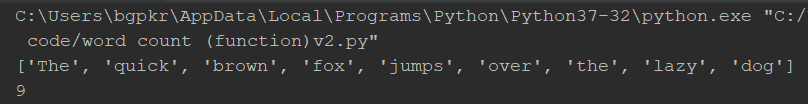 C:\Users\bgpkr\AppData\Local\Programs\Python\Python37-32\python.exe "C:/
code/word count (function)v2.py"
['The', 'quick', 'brown', 'fox', 'jumps', 'over', 'the', 'lazy', 'dog']
9